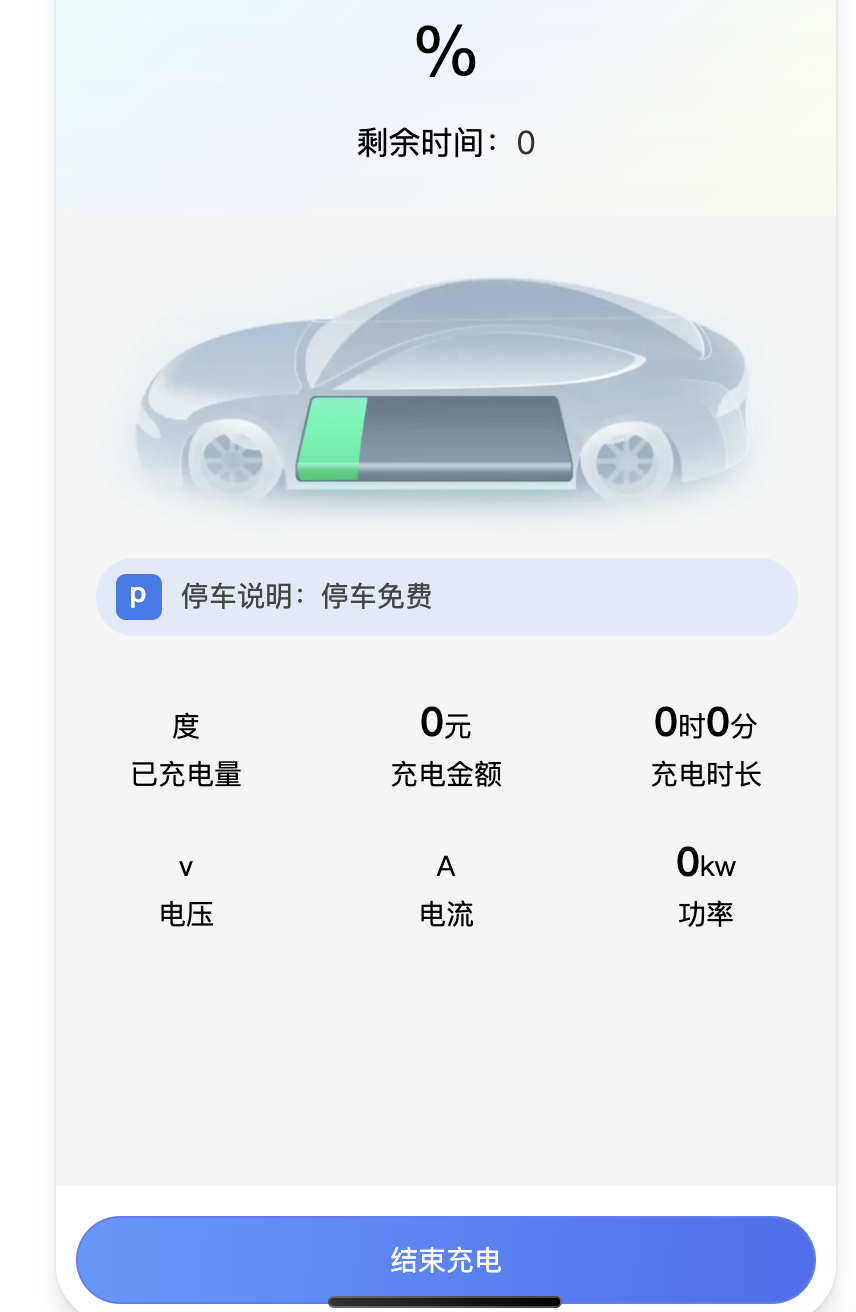 %
剩余时间：0
p 停车说明：停车免费
度 0元 0时0分
已充电量 充电金额 充电时长
v A 0kw
电压 电流 功率
结束充电